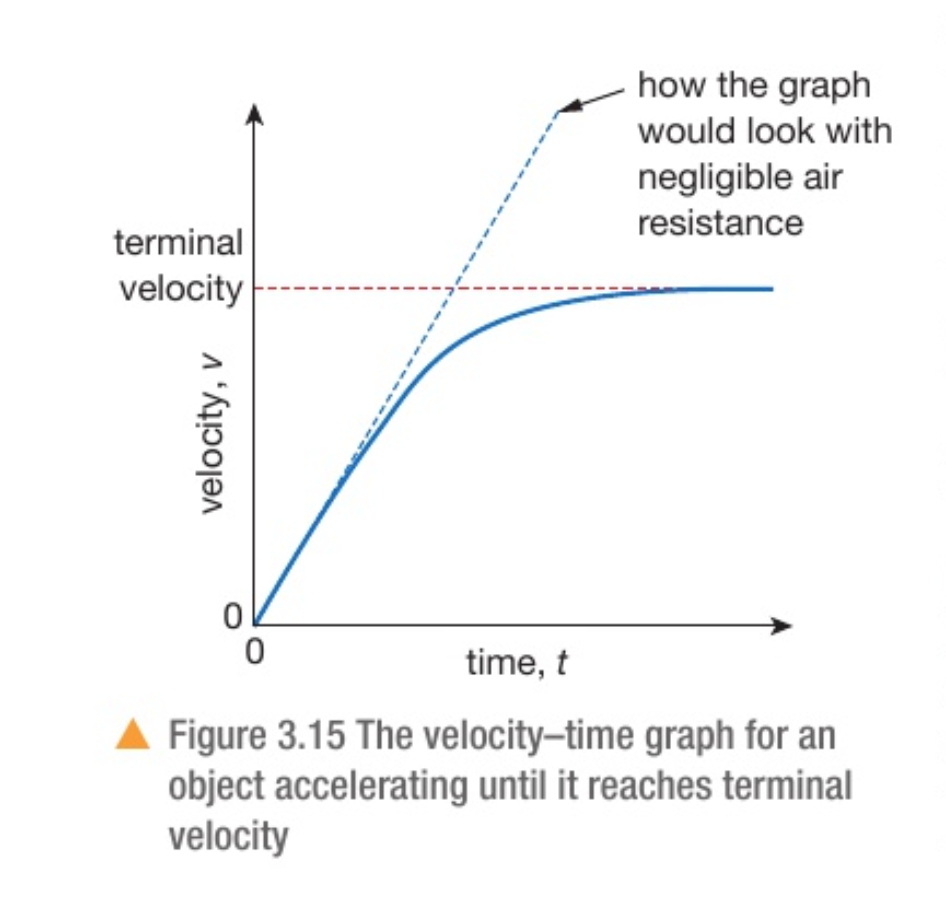 how the graph
would look with
negligible air
resistance
terminal
velocity
velocity, v
0
0
time, t
Figure 3.15 The velocity–time graph for an
object accelerating until it reaches terminal
velocity